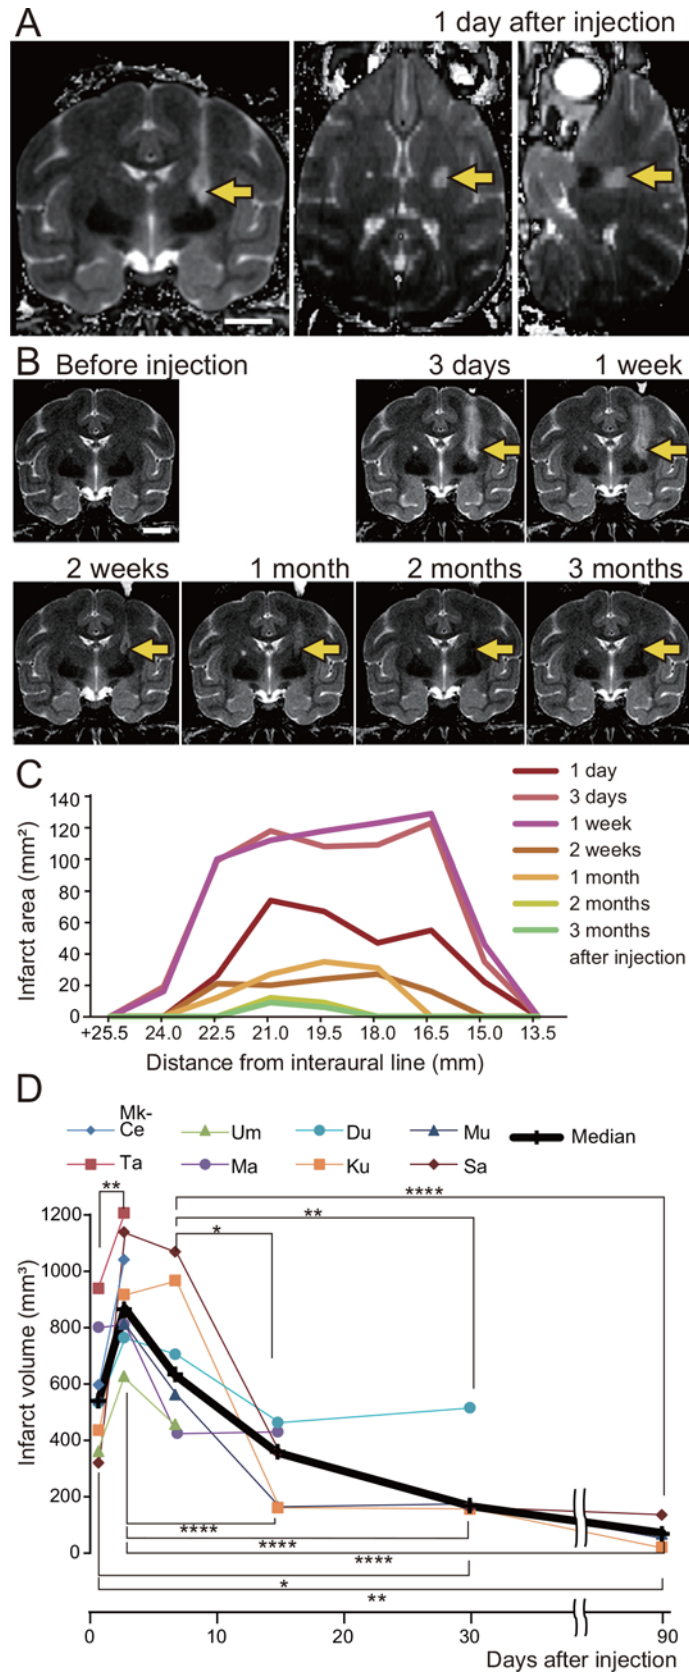 A
1 day after injection
B
Before injection
3 days
1 week
2 weeks
1 month
2 months
3 months
C
Infarct area (mm²)
140
120
100
80
60
40
20
0
+25.5 24.0 22.5 21.0 19.5 18.0 16.5 15.0 13.5
Distance from interaural line (mm)
1 day
3 days
1 week
2 weeks
1 month
2 months
3 months
after injection
D
Mk-
Ce
Um
Du
Mu
Median
Ta
Ma
Ku
Sa
Infarct volume (mm³)
1200
1000
800
600
400
200
0
**
****
**
*
****
****
****
*
**
0 10 20 30 90
Days after injection